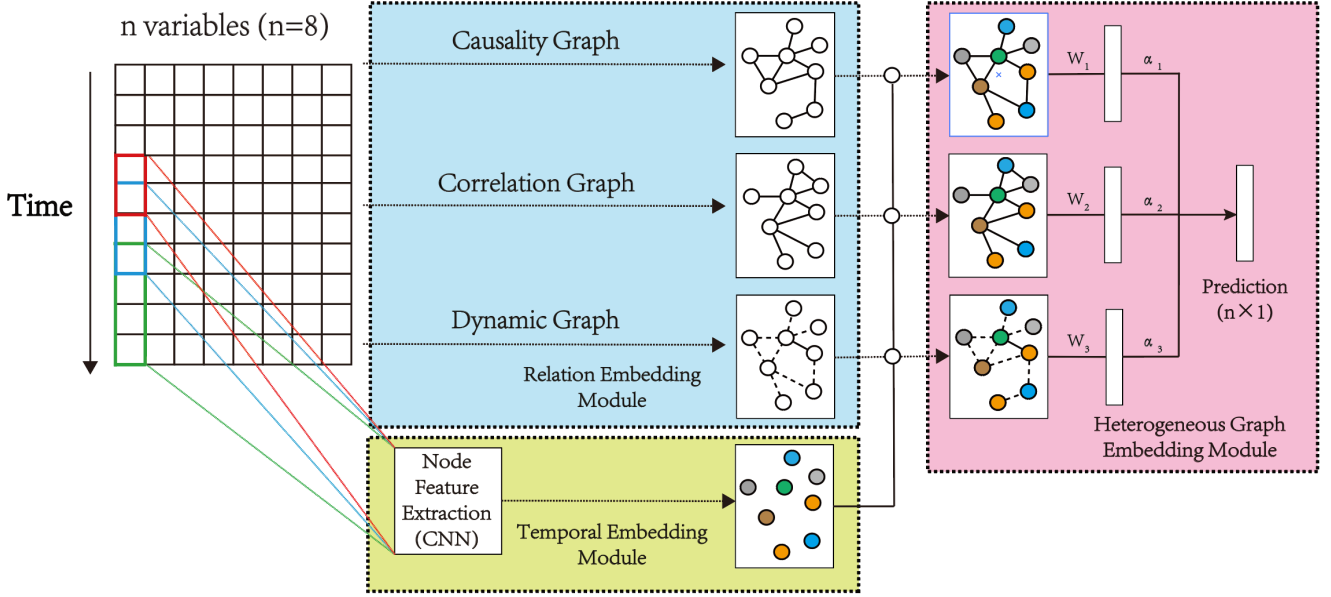 n variables (n=8)
Time
Causality Graph
Correlation Graph
Dynamic Graph
Relation Embedding
Module
Node
Feature
Extraction
(CNN)
Temporal Embedding
Module
W₁
α₁
W₂
α₂
W₃
α₃
Prediction
(n×1)
Heterogeneous Graph
Embedding Module